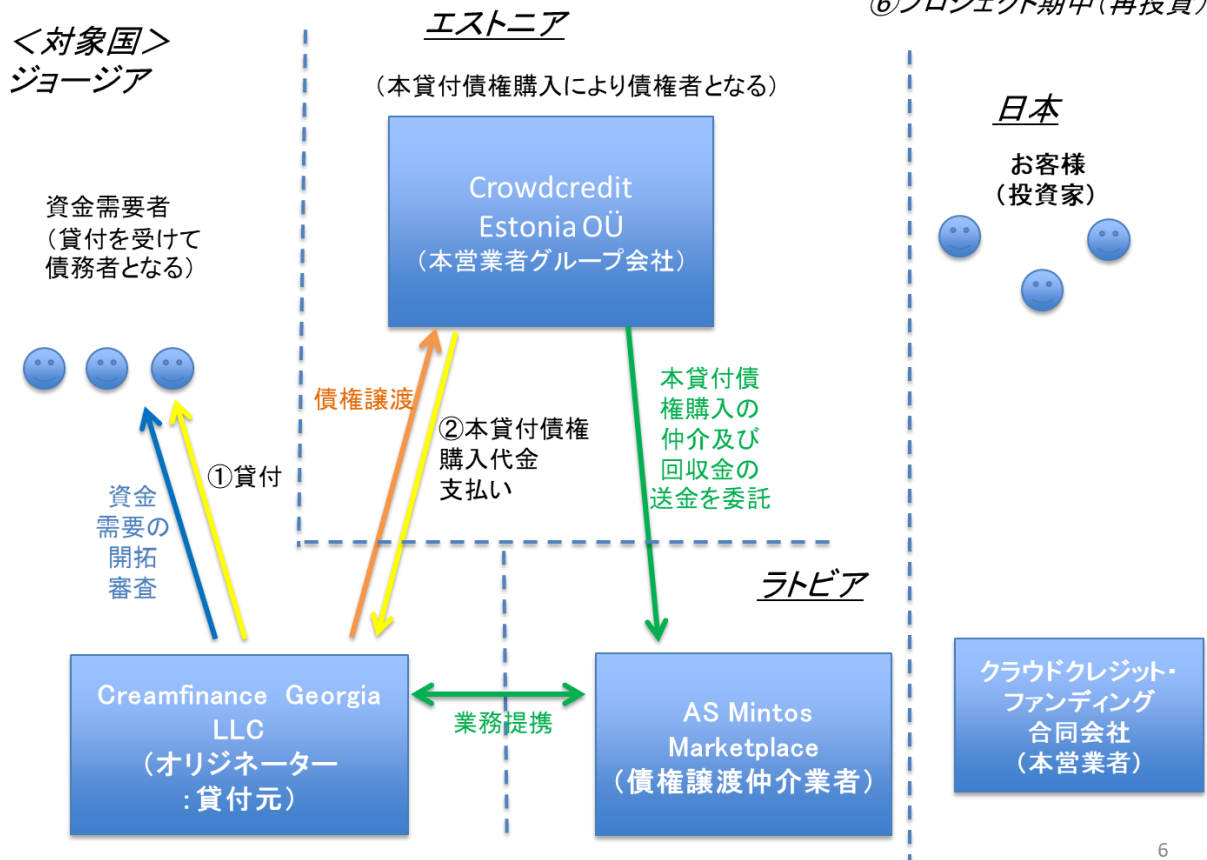 ⑥プロジェクト期中（再投資）
＜対象国＞
ジョージア
エストニア
（本貸付債権購入により債権者となる）
日本
お客様
（投資家）
Crowdcredit
Estonia OÜ
（本営業者グループ会社）
資金需要者
（貸付を受けて
債務者となる）
債権譲渡
②本貸付債権
購入代金
支払い
本貸付債
権購入の
仲介及び
回収金の
送金を委託
①貸付
資金
需要の
開拓
審査
ラトビア
Creamfinance Georgia
LLC
（オリジネーター
：貸付元）
業務提携
AS Mintos
Marketplace
（債権譲渡仲介業者）
クラウドクレジット・
ファンディング
合同会社
（本営業者）
6